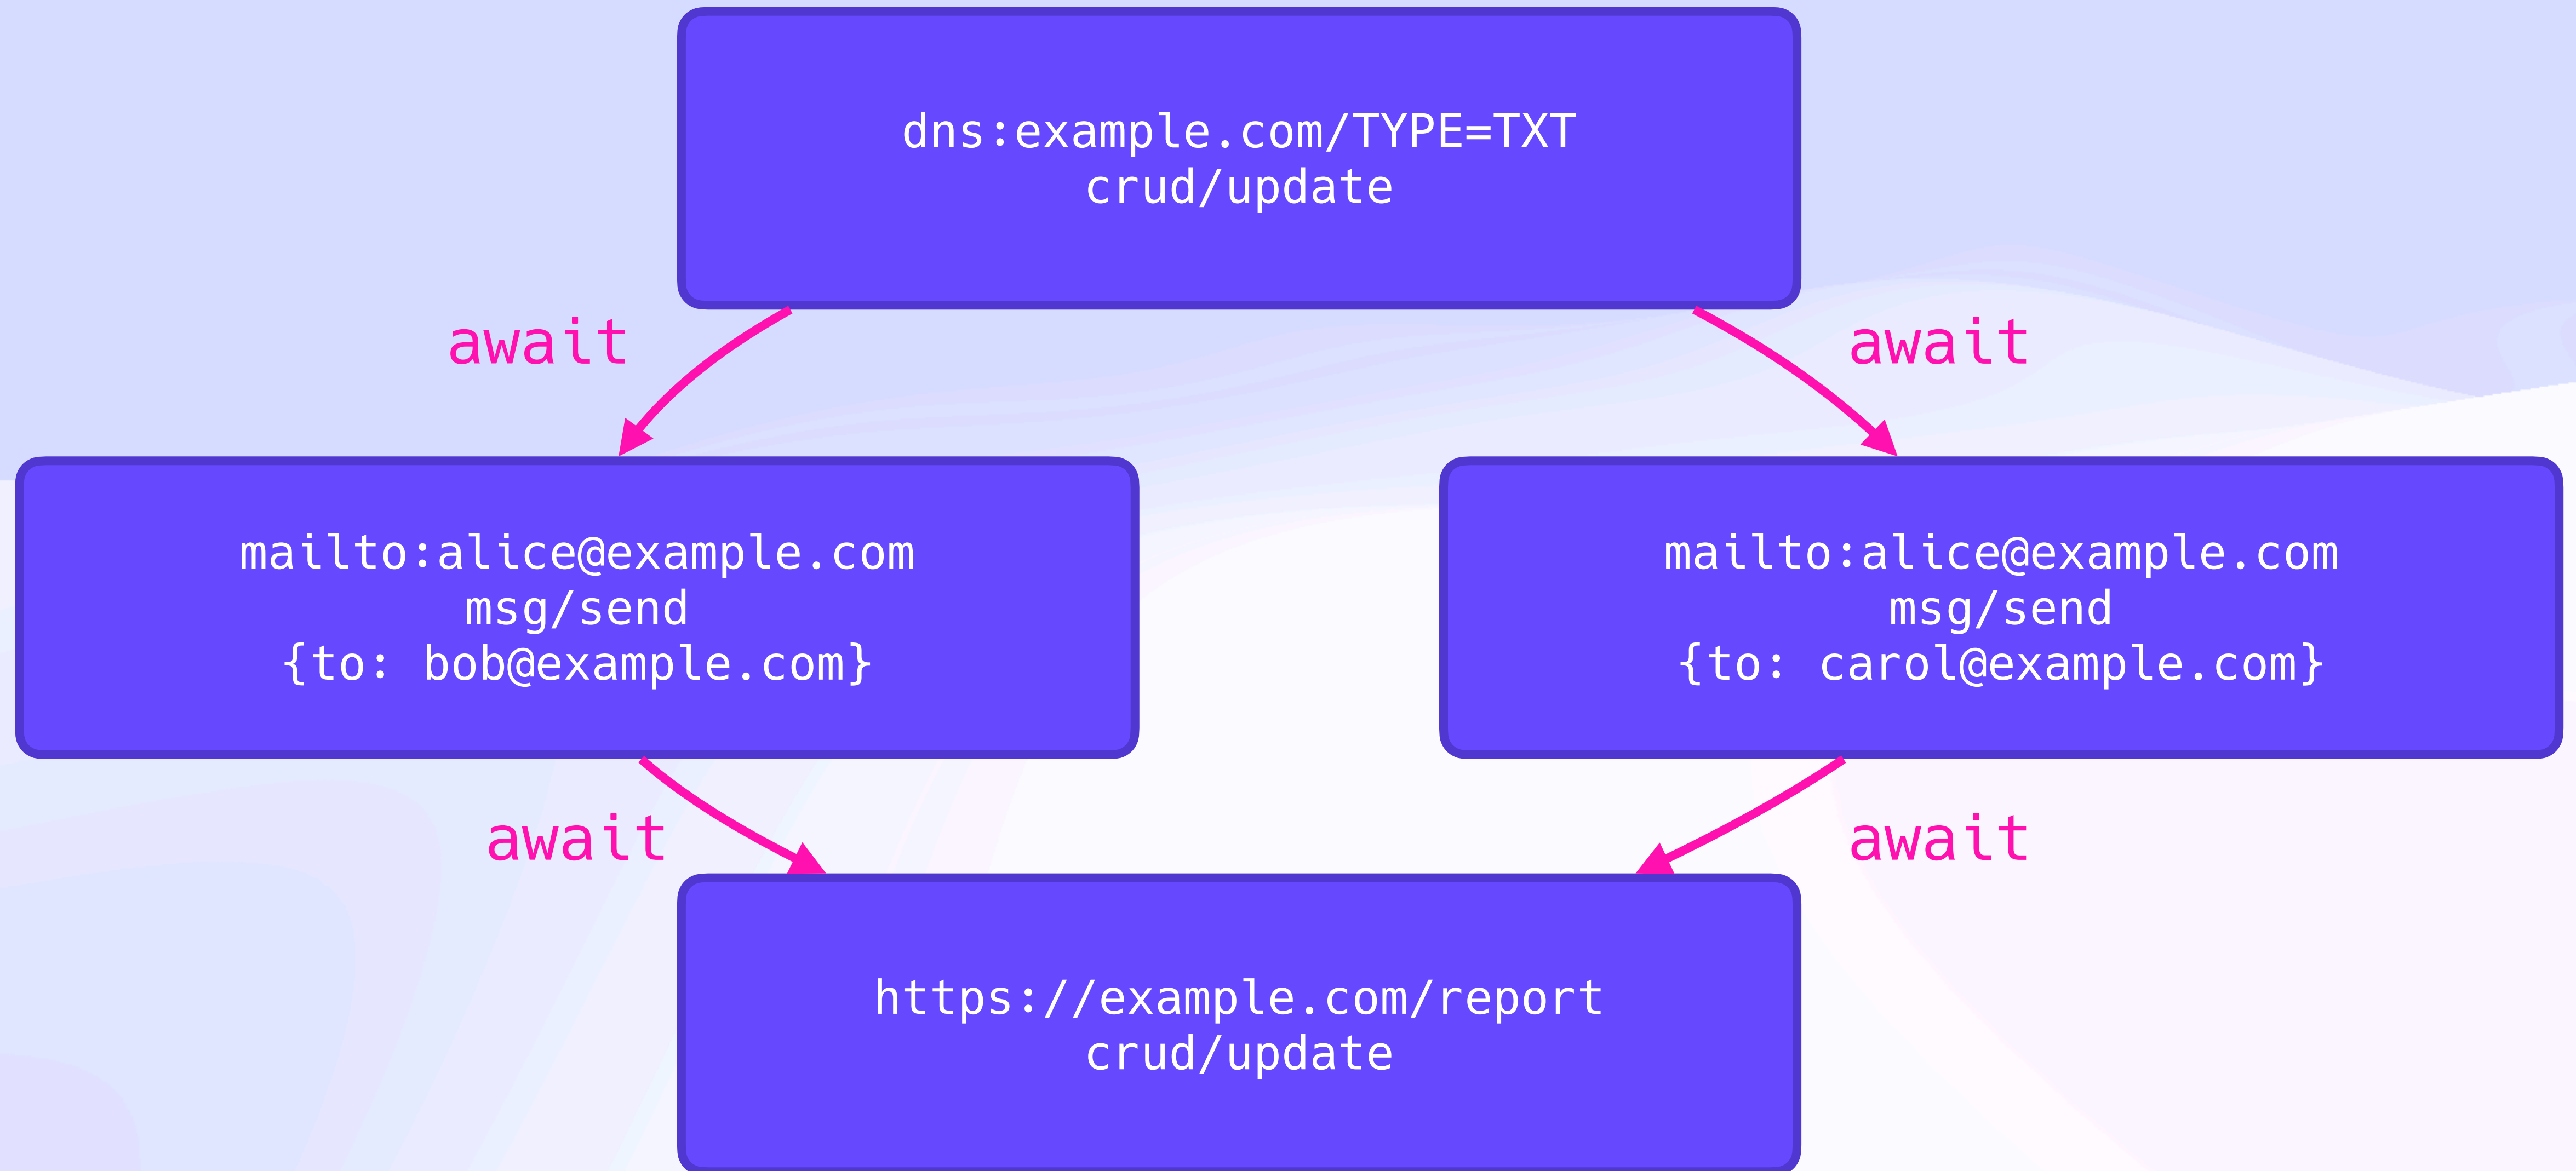 dns:example.com/TYPE=TXT
crud/update
await
await
mailto:alice@example.com
msg/send
{to: bob@example.com}
mailto:alice@example.com
msg/send
{to: carol@example.com}
await
await
https://example.com/report
crud/update